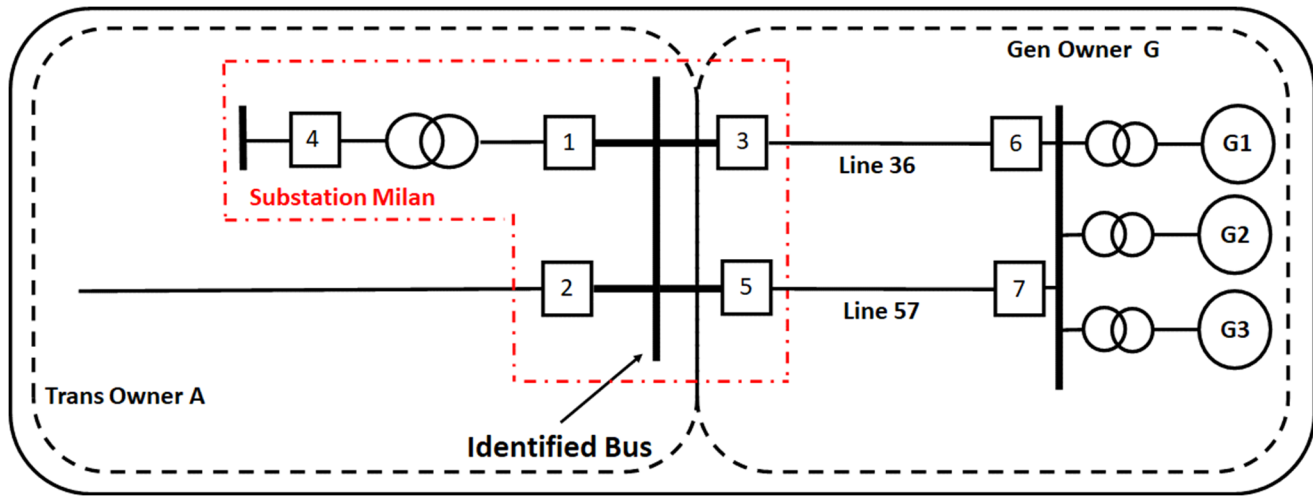 Gen Owner G
4
1
3
6
G1
Line 36
Substation Milan
G2
2
5
7
Line 57
G3
Trans Owner A
Identified Bus